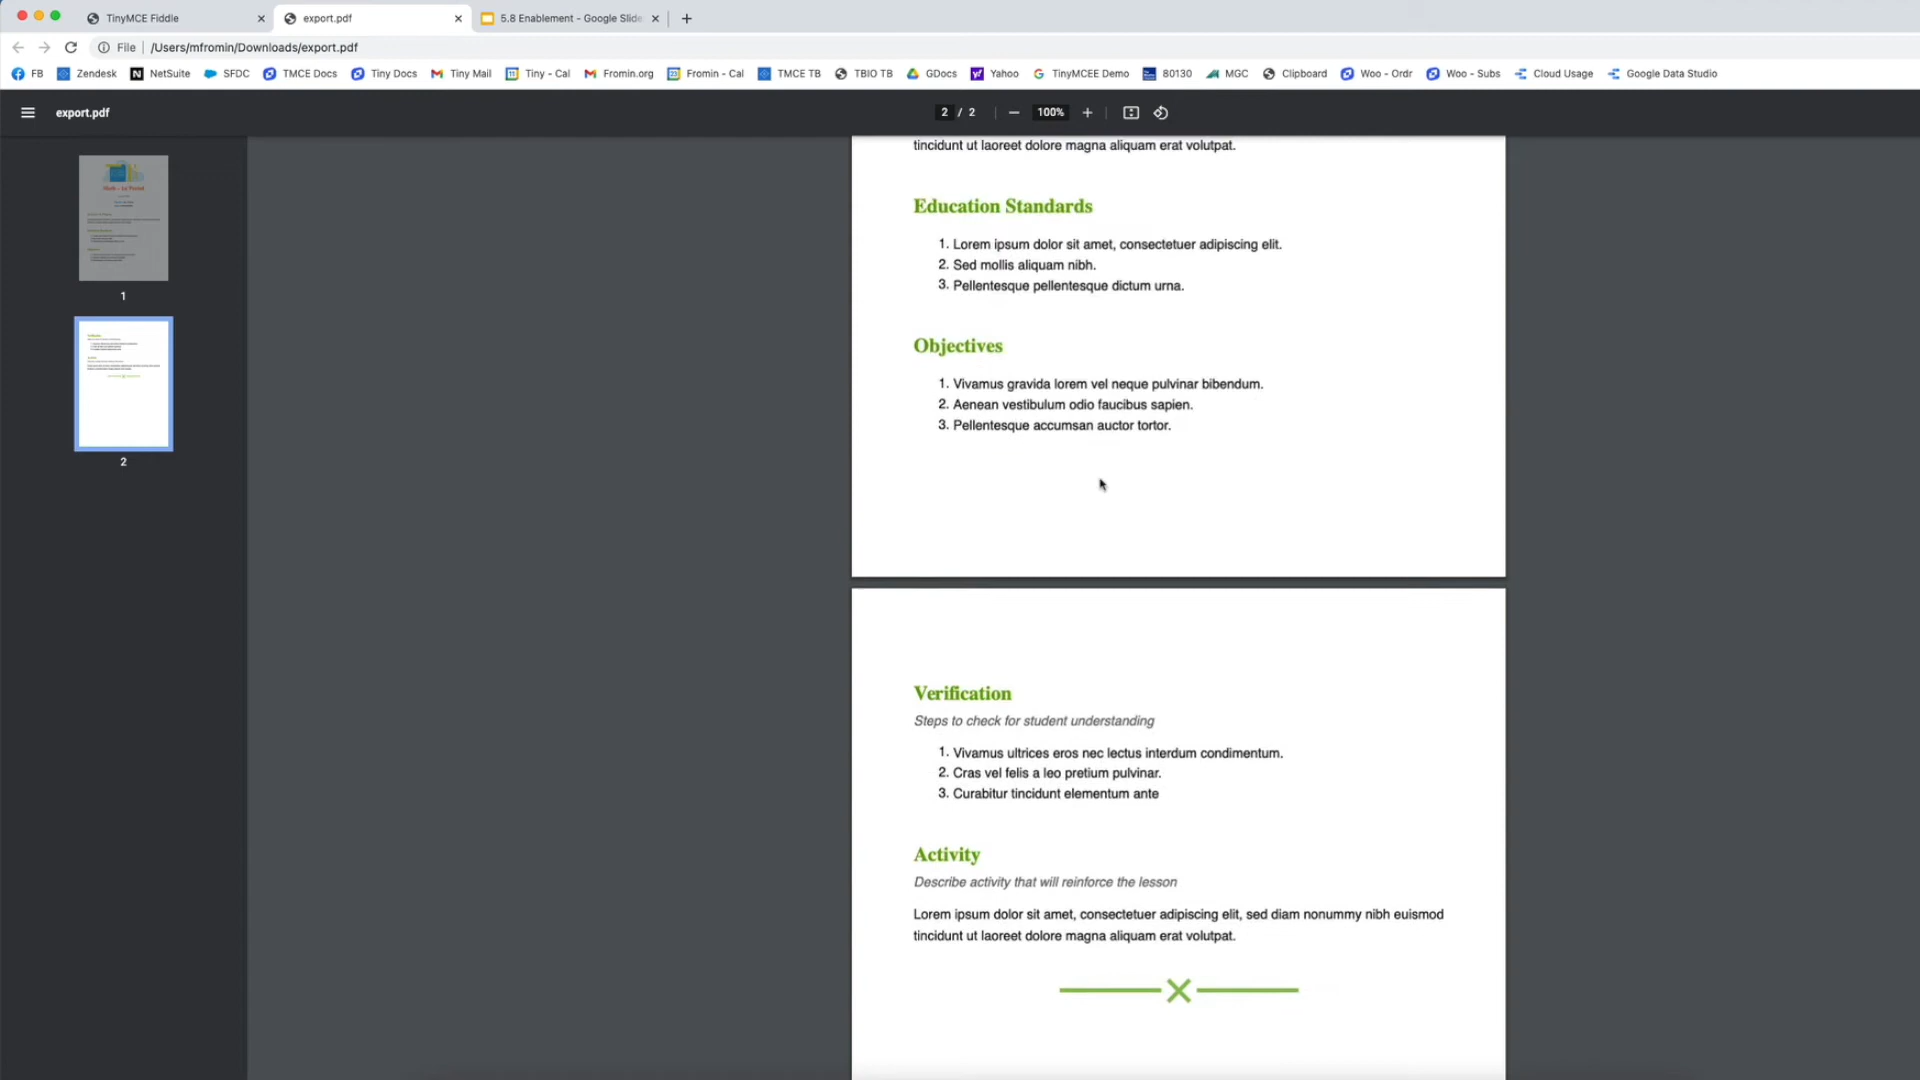 TinyMCE Fiddle
export.pdf
5.8 Enablement - Google Slide
File /Users/mfromin/Downloads/export.pdf
FB Zendesk NetSuite SFDC TMCE Docs Tiny Docs Tiny Mail Tiny - Cal Fromin.org Fromin - Cal TMCE TB TBIO TB GDocs Yahoo TinyMCEE Demo 80130 MGC Clipboard Woo - Ordr Woo - Subs Cloud Usage Google Data Studio
export.pdf
2 / 2 100%
1
2
tincidunt ut laoreet dolore magna aliquam erat volutpat.
Education Standards
1. Lorem ipsum dolor sit amet, consectetuer adipiscing elit.
2. Sed mollis aliquam nibh.
3. Pellentesque pellentesque dictum urna.
Objectives
1. Vivamus gravida lorem vel neque pulvinar bibendum.
2. Aenean vestibulum odio faucibus sapien.
3. Pellentesque accumsan auctor tortor.
Verification
Steps to check for student understanding
1. Vivamus ultrices eros nec lectus interdum condimentum.
2. Cras vel felis a leo pretium pulvinar.
3. Curabitur tincidunt elementum ante
Activity
Describe activity that will reinforce the lesson
Lorem ipsum dolor sit amet, consectetuer adipiscing elit, sed diam nonummy nibh euismod
tincidunt ut laoreet dolore magna aliquam erat volutpat.